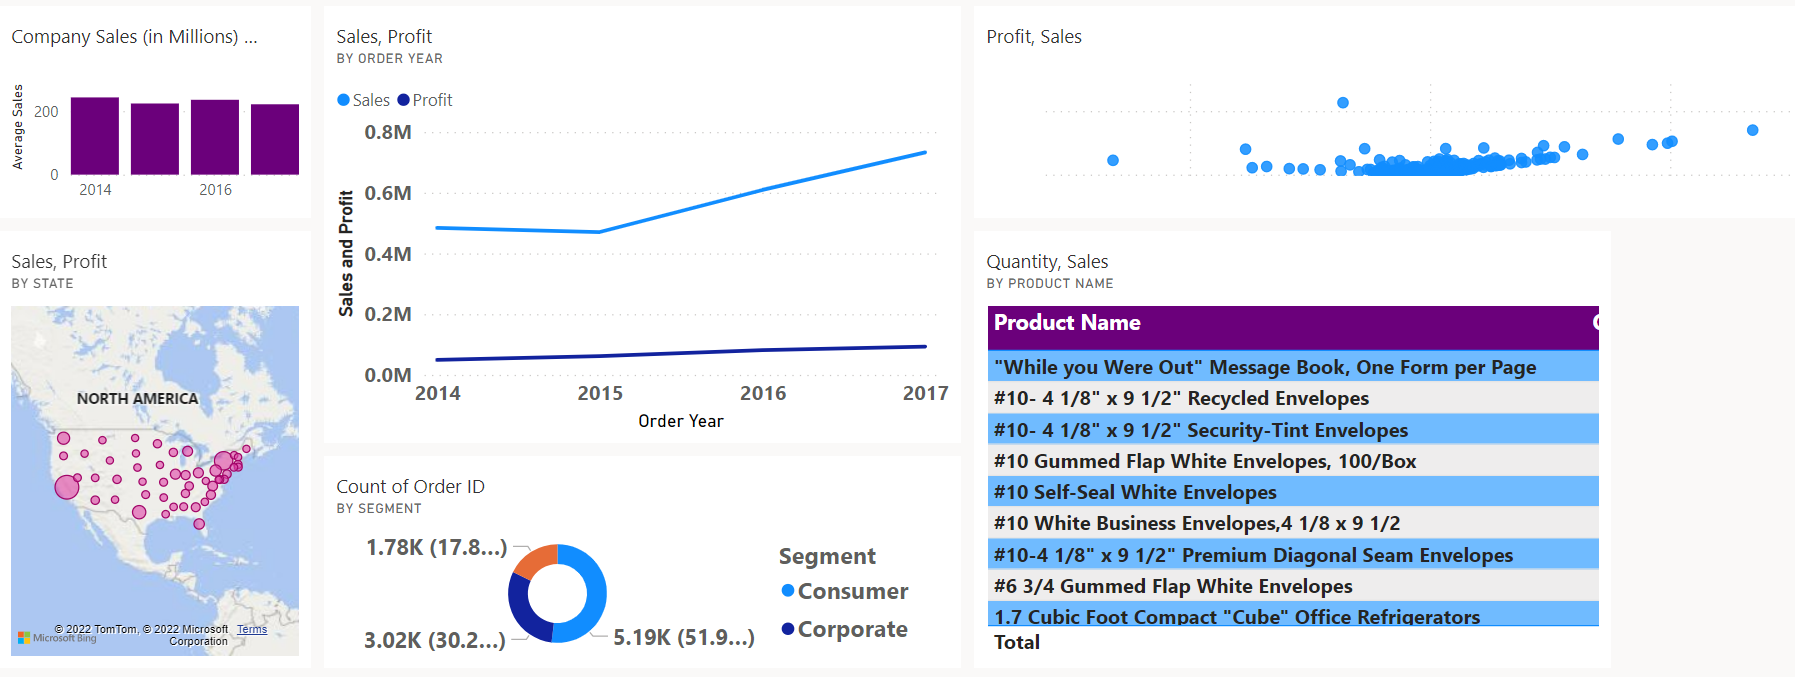 Company Sales (in Millions) ...
Average Sales
200
0
2014
2016
Sales, Profit
BY ORDER YEAR
Sales
Profit
Sales and Profit
0.8M
0.6M
0.4M
0.2M
0.0M
2014
2015
2016
2017
Order Year
Profit, Sales
Sales, Profit
BY STATE
NORTH AMERICA
© 2022 TomTom, © 2022 Microsoft Corporation
Terms
Microsoft Bing
Count of Order ID
BY SEGMENT
1.78K (17.8...)
3.02K (30.2...)
5.19K (51.9...)
Segment
Consumer
Corporate
Quantity, Sales
BY PRODUCT NAME
Product Name
"While you Were Out" Message Book, One Form per Page
#10- 4 1/8" x 9 1/2" Recycled Envelopes
#10- 4 1/8" x 9 1/2" Security-Tint Envelopes
#10 Gummed Flap White Envelopes, 100/Box
#10 Self-Seal White Envelopes
#10 White Business Envelopes,4 1/8 x 9 1/2
#10-4 1/8" x 9 1/2" Premium Diagonal Seam Envelopes
#6 3/4 Gummed Flap White Envelopes
1.7 Cubic Foot Compact "Cube" Office Refrigerators
Total